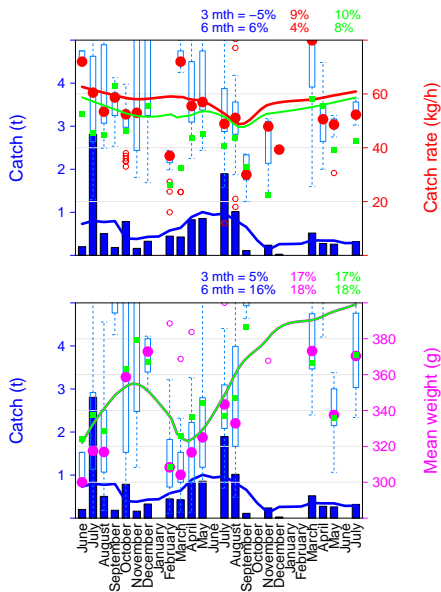 3 mth = −5% 9% 10%
6 mth = 6% 4% 8%
Catch (t)
5
4
3
2
1
60
40
20
Catch rate (kg/h)
3 mth = 5% 17% 17%
6 mth = 16% 18% 18%
Catch (t)
5
4
3
2
1
380
360
340
320
300
Mean weight (g)
June
July
August
September
October
November
December
January
February
March
April
May
June
July
August
September
October
November
December
January
February
March
April
May
June
July